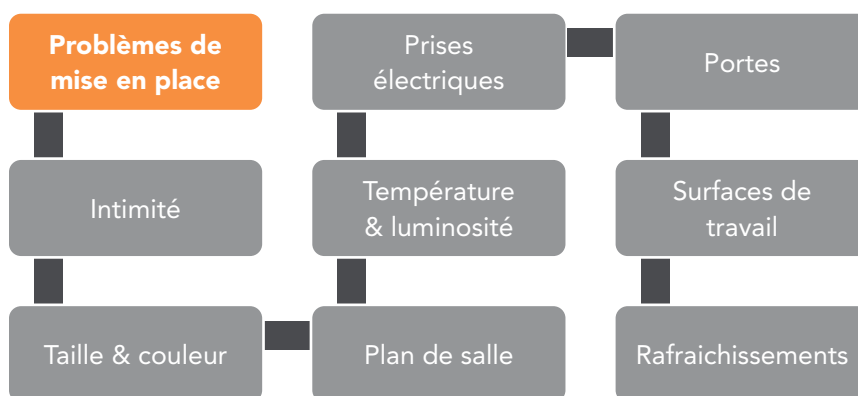 Problèmes de
mise en place
Intimité
Taille & couleur
Plan de salle
Température
& luminosité
Prises
électriques
Portes
Surfaces de
travail
Rafraichissements